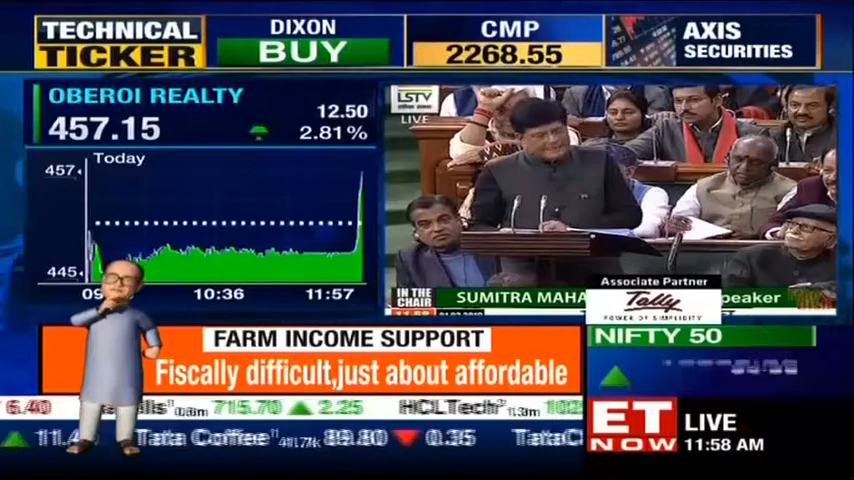 TECHNICAL
TICKER
DIXON
BUY
CMP
2268.55
AXIS
SECURITIES
OBEROI REALTY
457.15
12.50
2.81%
Today
457
445
10:36
11:57
LSTV
LIVE
IN THE
CHAIR
SUMITRA MAHA
peaker
Associate Partner
Tally
POWER OF SIMPLICITY
FARM INCOME SUPPORT
Fiscally difficult,just about affordable
NIFTY 50
6.40
715.70
2.25
HCLTech
Tata Coffee
89.80
0.35
ET
NOW
LIVE
11:58 AM